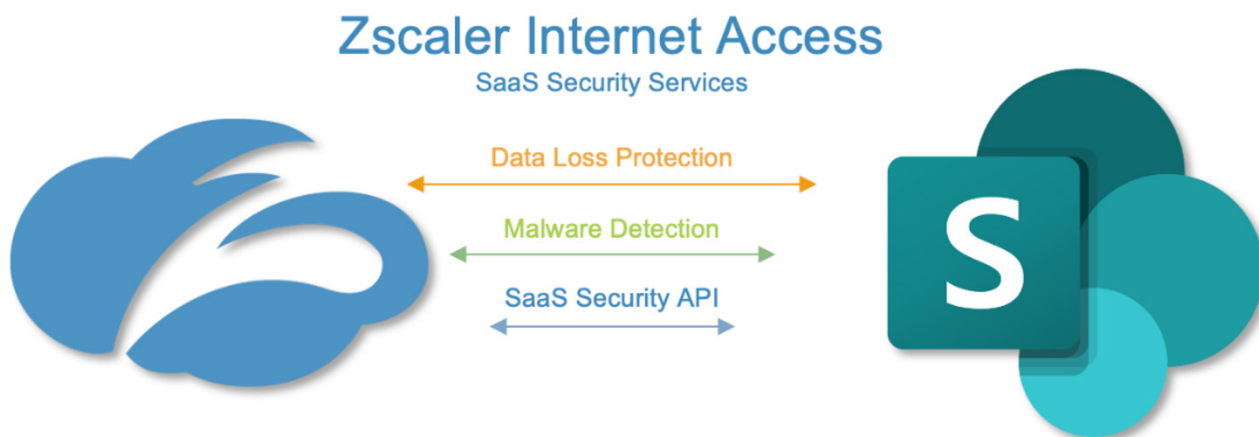 Zscaler Internet Access
SaaS Security Services
Data Loss Protection
Malware Detection
SaaS Security API
S